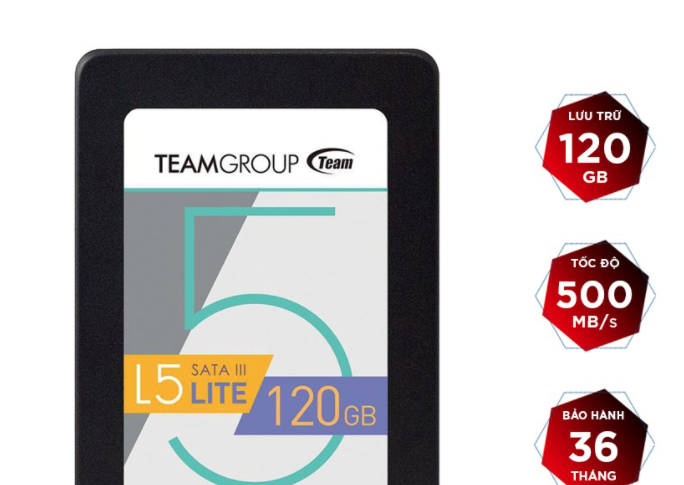 TEAMGROUP Team
5
L5 SATA III
LITE
120GB
LƯU TRỮ
120
GB
TỐC ĐỘ
500
MB/s
BẢO HÀNH
36
THÁNG